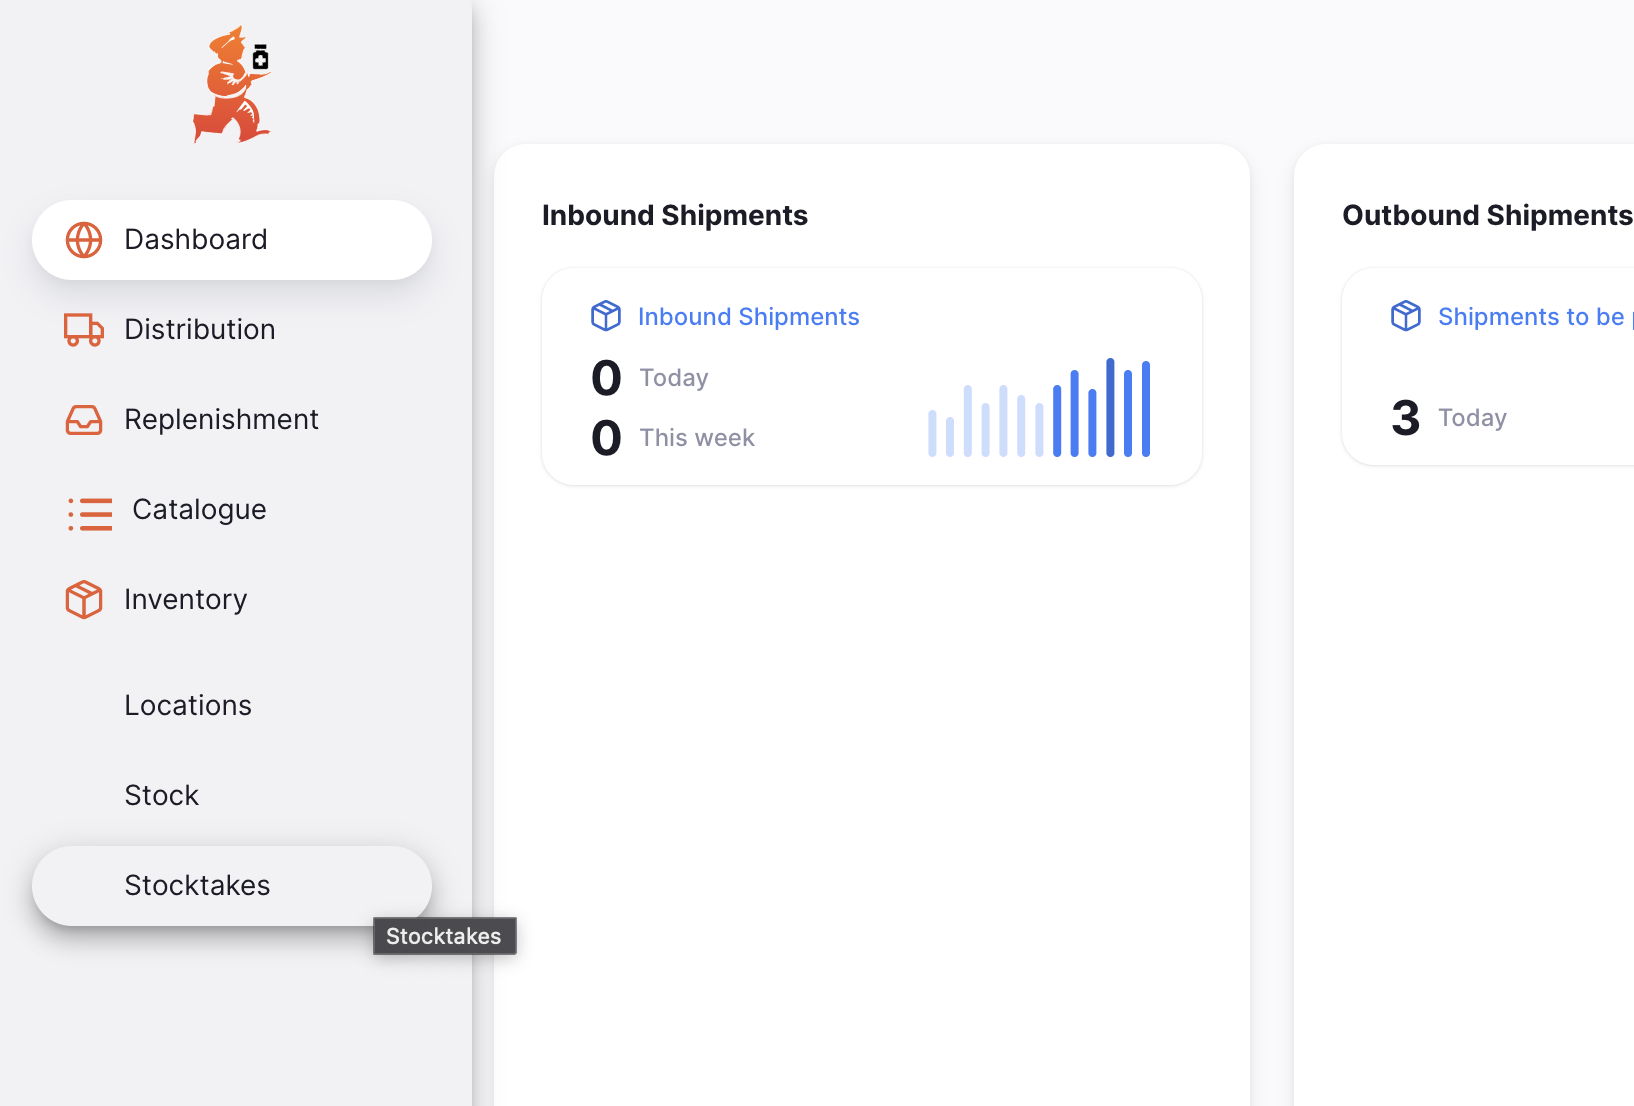 Dashboard
Distribution
Replenishment
Catalogue
Inventory
Locations
Stock
Stocktakes
Stocktakes
Inbound Shipments
Inbound Shipments
0 Today
0 This week
Outbound Shipments
Shipments to be
3 Today